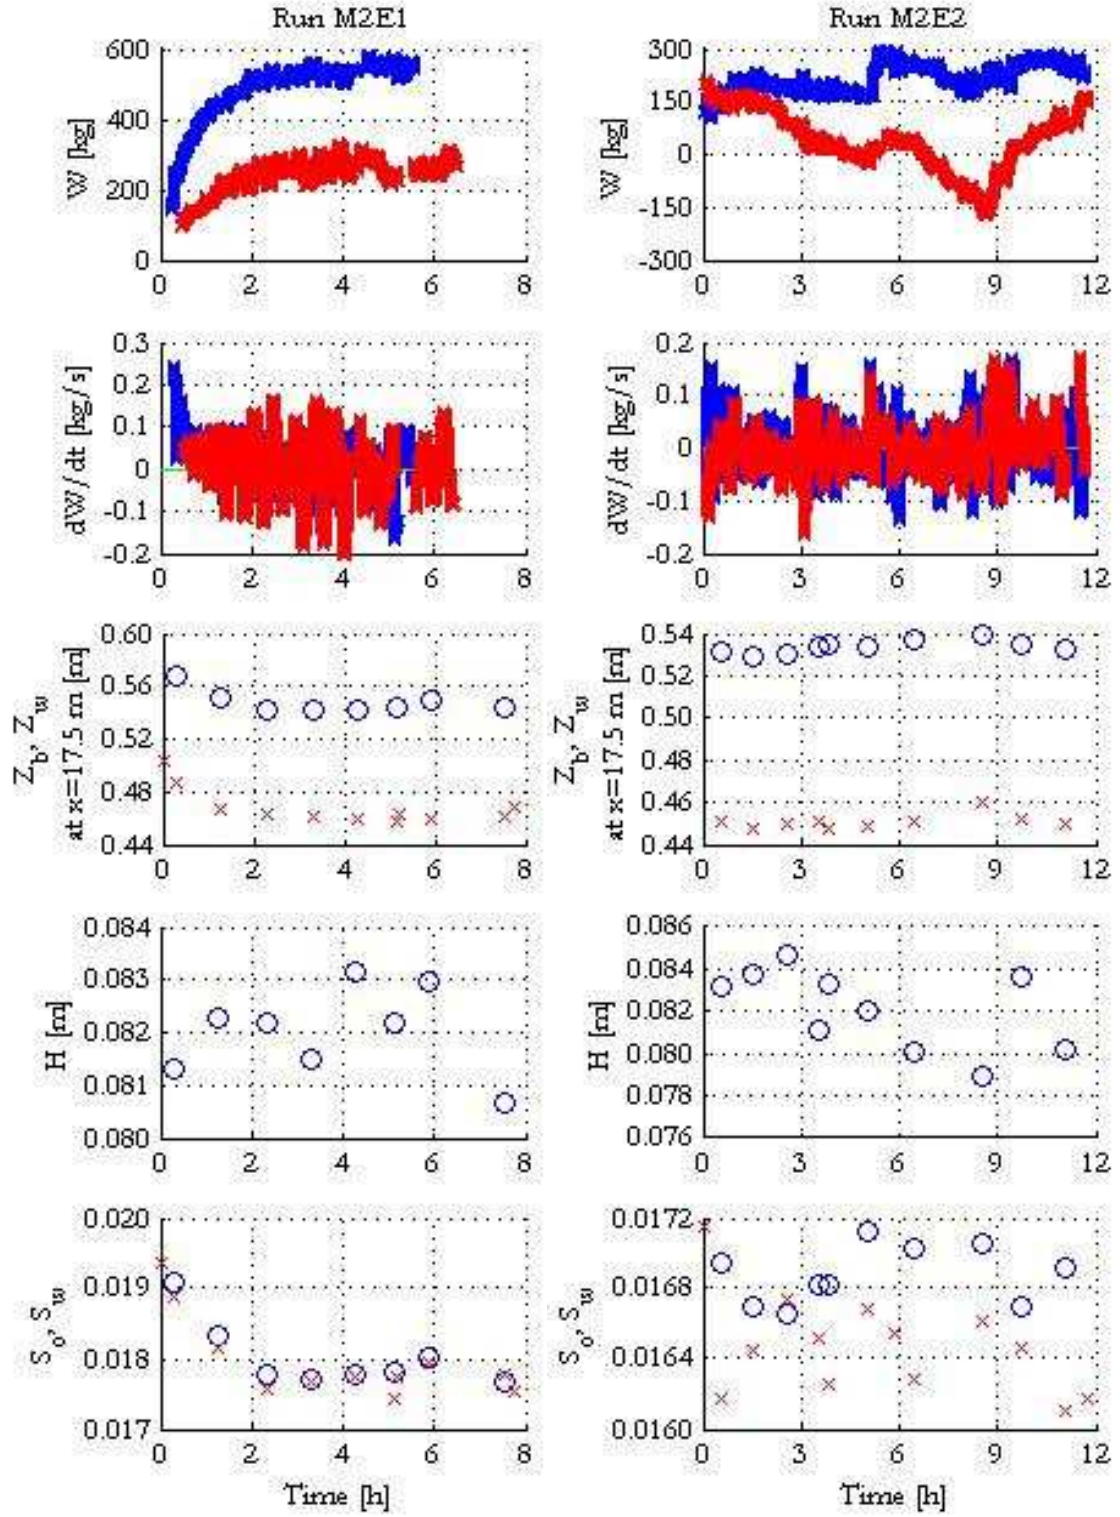 Run M2E1
Run M2E2
600
400
200
0
W [kg]
0 2 4 6 8
300
150
0
-150
-300
W [kg]
0 3 6 9 12
0.3
0.2
0.1
0
-0.1
-0.2
dW/dt [kg/s]
0 2 4 6 8
0.2
0.1
0
-0.1
-0.2
dW/dt [kg/s]
0 3 6 9 12
0.60
0.56
0.52
0.48
0.44
Z_b, Z_w
at x=17.5 m [m]
0 2 4 6 8
0.54
0.50
0.48
0.46
0.44
Z_b, Z_w
at x=17.5 m [m]
0 3 6 9 12
0.084
0.083
0.082
0.081
0.080
H [m]
0 2 4 6 8
0.086
0.084
0.082
0.080
0.078
0.076
H [m]
0 3 6 9 12
0.020
0.019
0.018
0.017
S_o, S_w
0 2 4 6 8
Time [h]
0.0172
0.0168
0.0164
0.0160
S_o, S_w
0 3 6 9 12
Time [h]